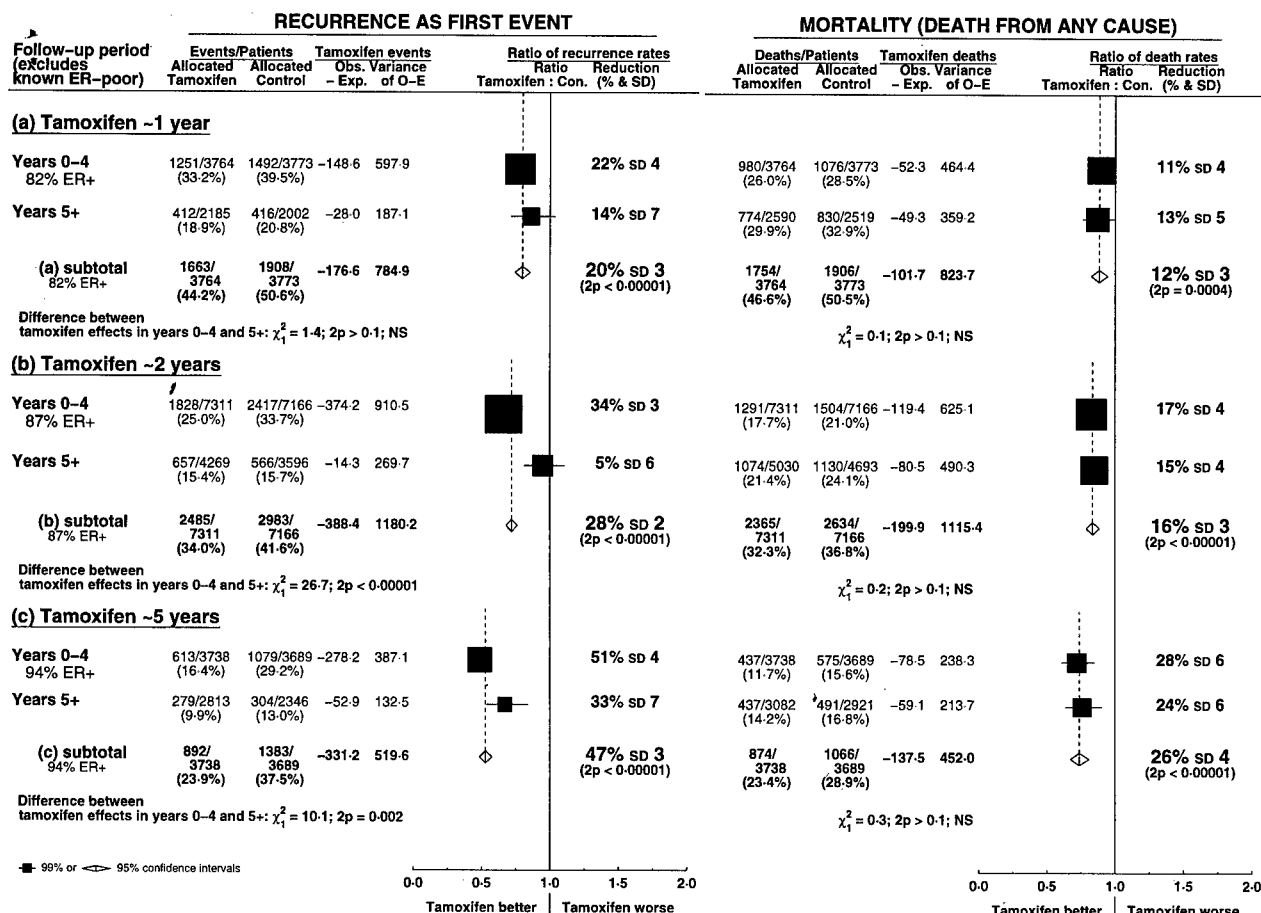 RECURRENCE AS FIRST EVENT
MORTALITY (DEATH FROM ANY CAUSE)
Follow–up period (excludes known ER–poor)
Events/Patients Tamoxifen events Ratio of recurrence rates
Allocated Tamoxifen Allocated Control Obs. – Exp. Variance of O–E Ratio Tamoxifen : Con. Reduction (% & SD)
Deaths/Patients Tamoxifen deaths Ratio of death rates
Allocated Tamoxifen Allocated Control Obs. – Exp. Variance of O–E Ratio Tamoxifen : Con. Reduction (% & SD)
(a) Tamoxifen ~1 year
Years 0–4 1251/3764 1492/3773 –148·6 597·9 22% SD 4 980/3764 1076/3773 –52·3 464·4 11% SD 4
82% ER+ (33·2%) (39·5%) (26·0%) (28·5%)
Years 5+ 412/2185 416/2002 –28·0 187·1 14% SD 7 774/2590 830/2519 –49·3 359·2 13% SD 5
(18·9%) (20·8%) (29·9%) (32·9%)
(a) subtotal 1663/ 1908/ –176·6 784·9 20% SD 3 1754/ 1906/ –101·7 823·7 12% SD 3
82% ER+ 3764 3773 (2p < 0·00001) 3764 3773 (2p = 0·0004)
(44·2%) (50·6%) (46·6%) (50·5%)
Difference between
tamoxifen effects in years 0–4 and 5+: χ²₁ = 1·4; 2p > 0·1; NS χ²₁ = 0·1; 2p > 0·1; NS
(b) Tamoxifen ~2 years
Years 0–4 1828/7311 2417/7166 –374·2 910·5 34% SD 3 1291/7311 1504/7166 –119·4 625·1 17% SD 4
87% ER+ (25·0%) (33·7%) (17·7%) (21·0%)
Years 5+ 657/4269 566/3596 –14·3 269·7 5% SD 6 1074/5030 1130/4693 –80·5 490·3 15% SD 4
(15·4%) (15·7%) (21·4%) (24·1%)
(b) subtotal 2485/ 2983/ –388·4 1180·2 28% SD 2 2365/ 2634/ –199·9 1115·4 16% SD 3
87% ER+ 7311 7166 (2p < 0·00001) 7311 7166 (2p < 0·00001)
(34·0%) (41·6%) (32·3%) (36·8%)
Difference between
tamoxifen effects in years 0–4 and 5+: χ²₁ = 26·7; 2p < 0·00001 χ²₁ = 0·2; 2p > 0·1; NS
(c) Tamoxifen ~5 years
Years 0–4 613/3738 1079/3689 –278·2 387·1 51% SD 4 437/3738 575/3689 –78·5 238·3 28% SD 6
94% ER+ (16·4%) (29·2%) (11·7%) (15·6%)
Years 5+ 279/2813 304/2346 –52·9 132·5 33% SD 7 437/3082 491/2921 –59·1 213·7 24% SD 6
(9·9%) (13·0%) (14·2%) (16·8%)
(c) subtotal 892/ 1383/ –331·2 519·6 47% SD 3 874/ 1066/ –137·5 452·0 26% SD 4
94% ER+ 3738 3689 (2p < 0·00001) 3738 3689 (2p < 0·00001)
(23·9%) (37·5%) (23·4%) (28·9%)
Difference between
tamoxifen effects in years 0–4 and 5+: χ²₁ = 10·1; 2p = 0·002 χ²₁ = 0·3; 2p > 0·1; NS
99% or 95% confidence intervals
0·0 0·5 1·0 1·5 2·0 0·0 0·5 1·0 1·5 2·0
Tamoxifen better Tamoxifen worse Tamoxifen better Tamoxifen worse